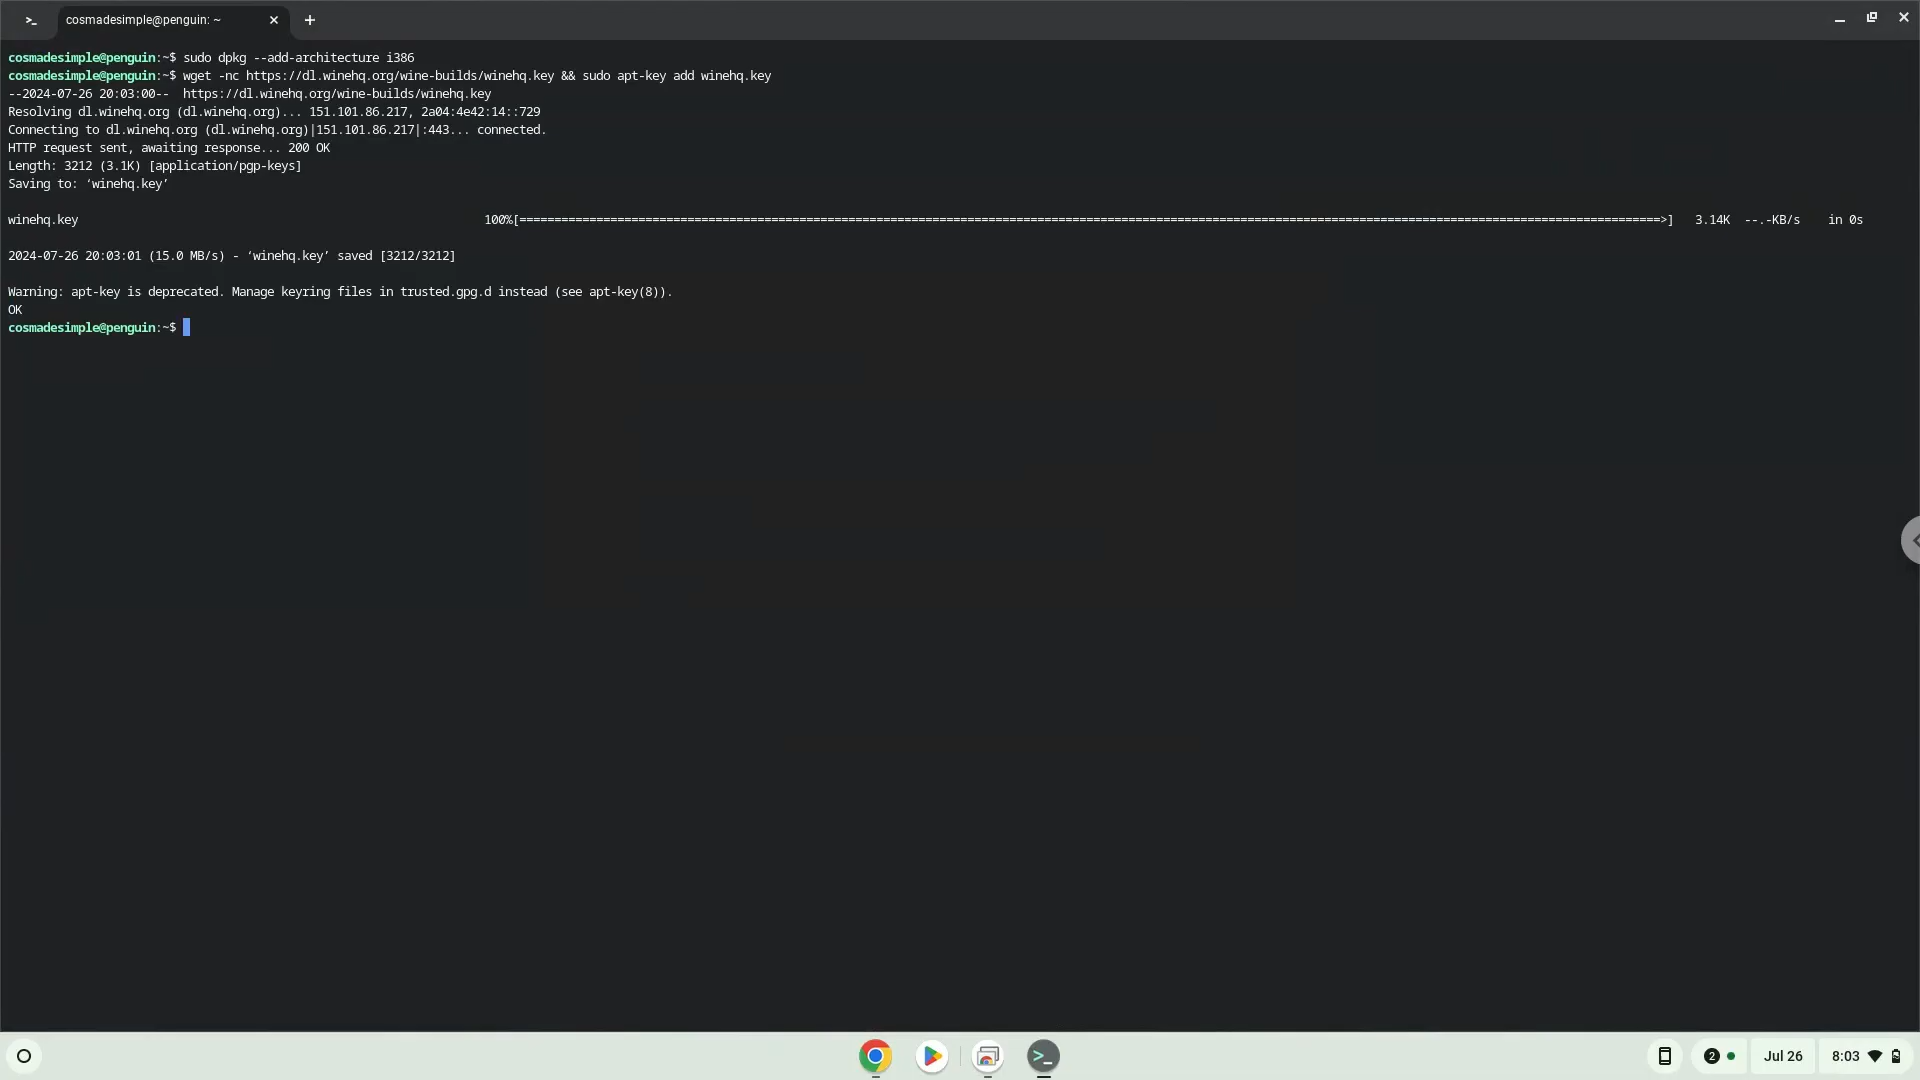 >_ cosmadesimple@penguin: ~ × +
cosmadesimple@penguin:~$ sudo dpkg --add-architecture i386
cosmadesimple@penguin:~$ wget -nc https://dl.winehq.org/wine-builds/winehq.key && sudo apt-key add winehq.key
--2024-07-26 20:03:00--  https://dl.winehq.org/wine-builds/winehq.key
Resolving dl.winehq.org (dl.winehq.org)... 151.101.86.217, 2a04:4e42:14::729
Connecting to dl.winehq.org (dl.winehq.org)|151.101.86.217|:443... connected.
HTTP request sent, awaiting response... 200 OK
Length: 3212 (3.1K) [application/pgp-keys]
Saving to: ‘winehq.key’
winehq.key 100%[===================================================================================================================================================================>] 3.14K --.-KB/s in 0s
2024-07-26 20:03:01 (15.0 MB/s) - ‘winehq.key’ saved [3212/3212]
Warning: apt-key is deprecated. Manage keyring files in trusted.gpg.d instead (see apt-key(8)).
OK
cosmadesimple@penguin:~$
2 Jul 26 8:03